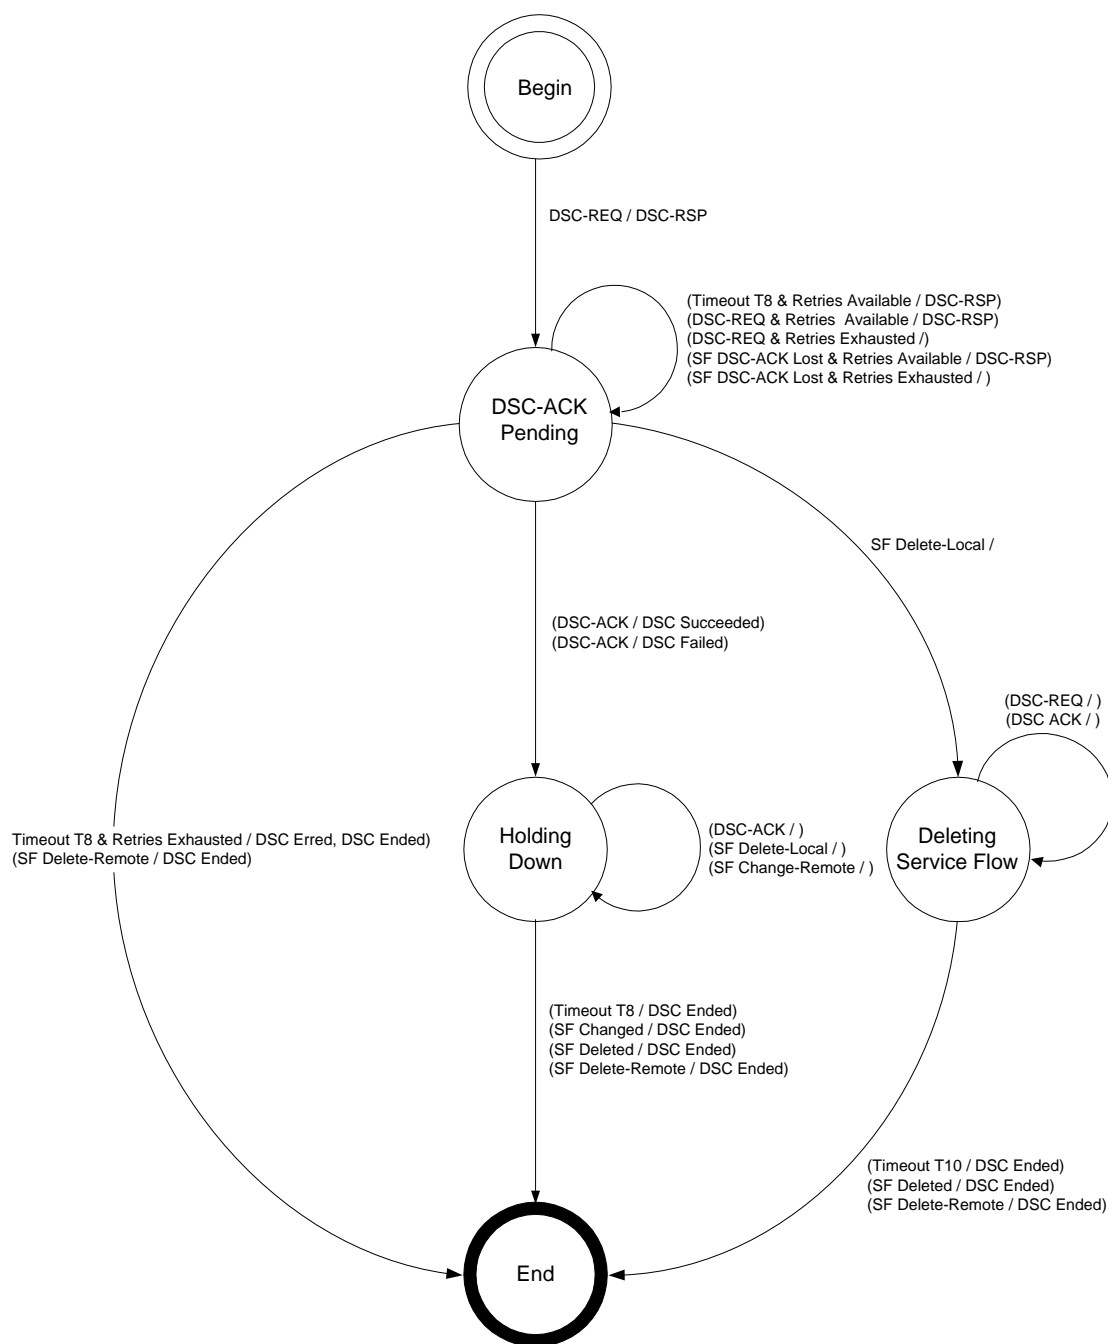 Begin
DSC-REQ / DSC-RSP
(Timeout T8 & Retries Available / DSC-RSP)
(DSC-REQ & Retries  Available / DSC-RSP)
(DSC-REQ & Retries Exhausted /)
(SF DSC-ACK Lost & Retries Available / DSC-RSP)
(SF DSC-ACK Lost & Retries Exhausted / )
DSC-ACK
Pending
SF Delete-Local /
(DSC-ACK / DSC Succeeded)
(DSC-ACK / DSC Failed)
(DSC-REQ / )
(DSC ACK / )
Timeout T8 & Retries Exhausted / DSC Erred, DSC Ended)
(SF Delete-Remote / DSC Ended)
Holding
Down
(DSC-ACK / )
(SF Delete-Local / )
(SF Change-Remote / )
Deleting
Service Flow
(Timeout T8 / DSC Ended)
(SF Changed / DSC Ended)
(SF Deleted / DSC Ended)
(SF Delete-Remote / DSC Ended)
(Timeout T10 / DSC Ended)
(SF Deleted / DSC Ended)
(SF Delete-Remote / DSC Ended)
End